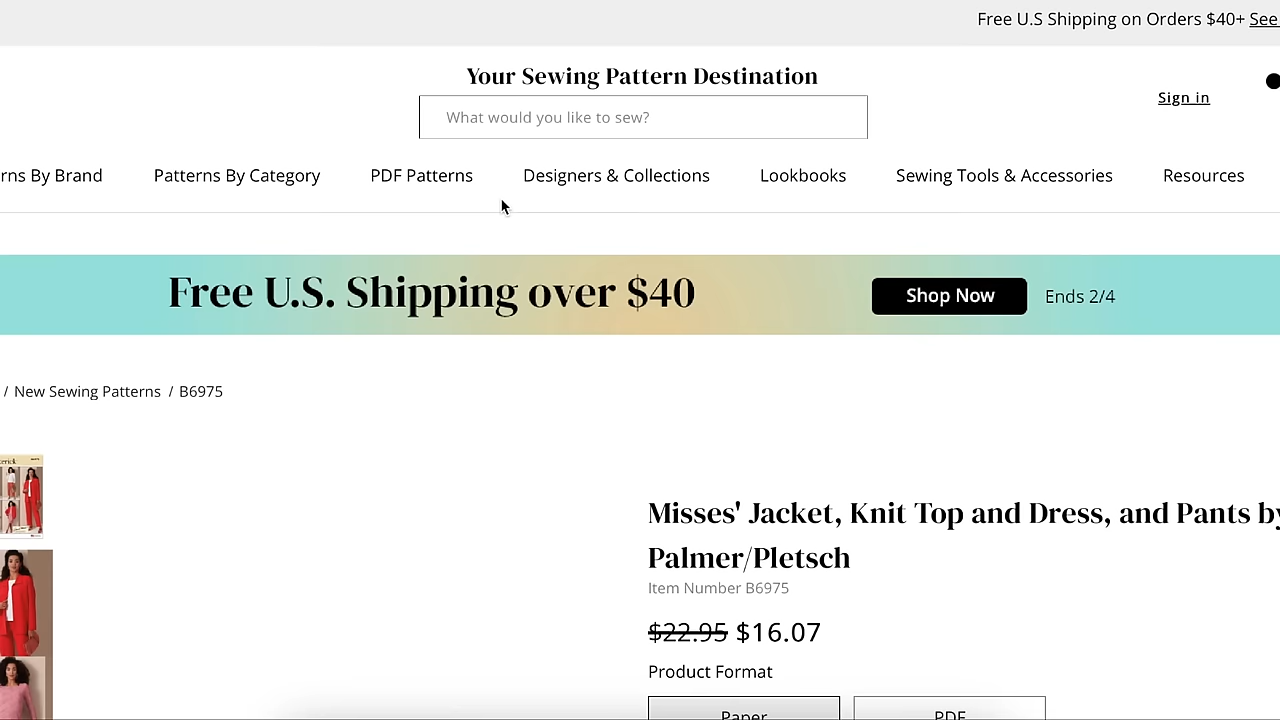 Free U.S Shipping on Orders $40+ See
Your Sewing Pattern Destination
What would you like to sew?
Sign in
rns By Brand Patterns By Category PDF Patterns Designers & Collections Lookbooks Sewing Tools & Accessories Resources
Free U.S. Shipping over $40 Shop Now Ends 2/4
/ New Sewing Patterns / B6975
Misses' Jacket, Knit Top and Dress, and Pants by
Palmer/Pletsch
Item Number B6975
$22.95 $16.07
Product Format
Paper PDF